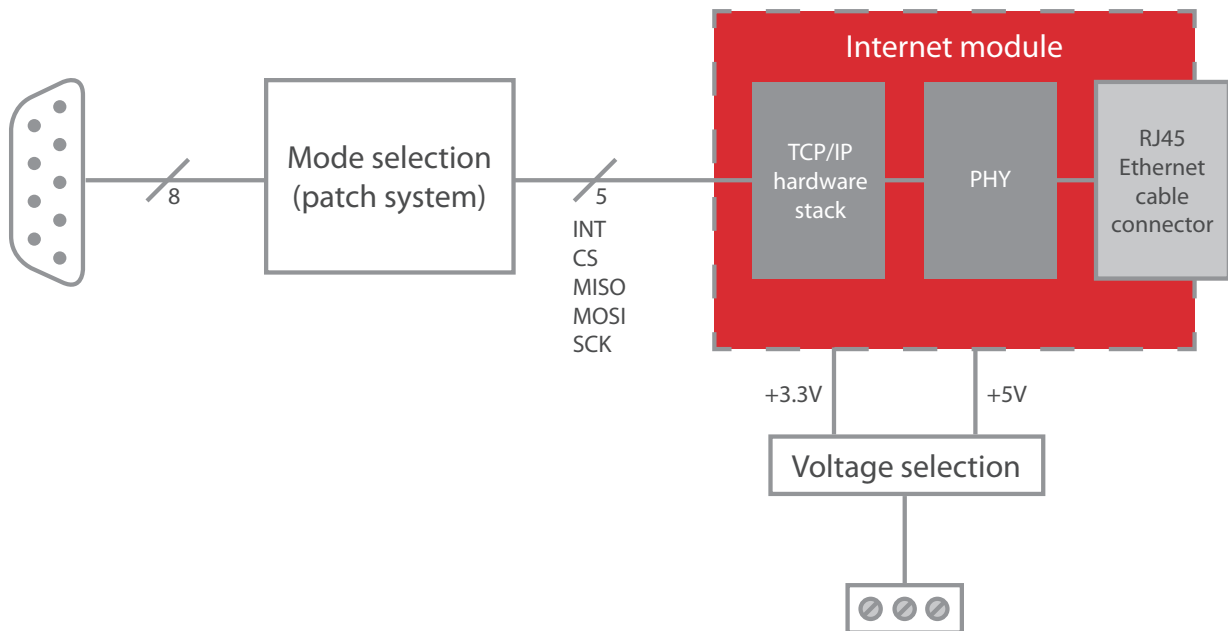 Internet module
Mode selection
(patch system)
8
5
INT
CS
MISO
MOSI
SCK
TCP/IP
hardware
stack
PHY
RJ45
Ethernet
cable
connector
+3.3V
+5V
Voltage selection